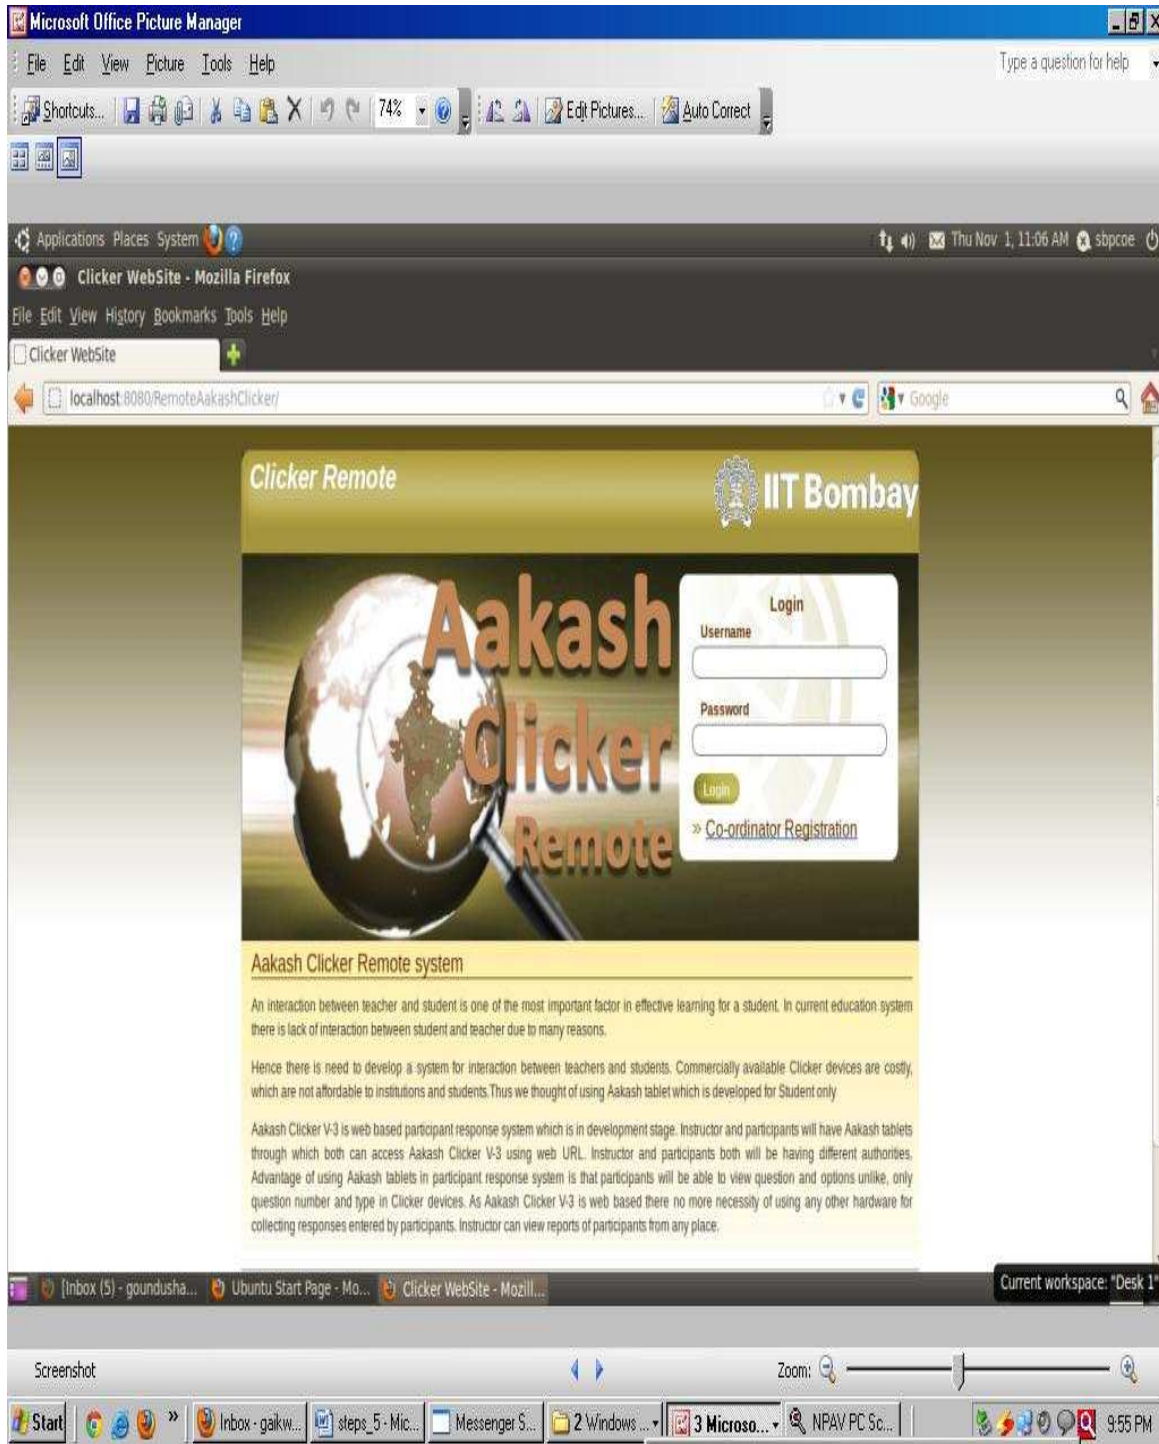 Microsoft Office Picture Manager
File Edit View Picture Tools Help
Type a question for help
Shortcuts... 74% Edit Pictures... Auto Correct
Applications Places System
Thu Nov 1, 11:06 AM sbpcoe
Clicker WebSite - Mozilla Firefox
File Edit View History Bookmarks Tools Help
Clicker WebSite
localhost:8080/RemoteAakashClicker/
Google
Clicker Remote
IIT Bombay
Aakash
Clicker
Remote
Login
Username
Password
Login
» Co-ordinator Registration
Aakash Clicker Remote system
An interaction between teacher and student is one of the most important factor in effective learning for a student. In current education system
there is lack of interaction between student and teacher due to many reasons.
Hence there is need to develop a system for interaction between teachers and students. Commercially available Clicker devices are costly,
which are not affordable to institutions and students.Thus we thought of using Aakash tablet which is developed for Student only
Aakash Clicker V-3 is web based participant response system which is in development stage. Instructor and participants will have Aakash tablets
through which both can access Aakash Clicker V-3 using web URL. Instructor and participants both will be having different authorities,
Advantage of using Aakash tablets in participant response system is that participants will be able to view question and options unlike, only
question number and type in Clicker devices. As Aakash Clicker V-3 is web based there no more necessity of using any other hardware for
collecting responses entered by participants. Instructor can view reports of participants from any place.
[Inbox (5) - goundusha... Ubuntu Start Page - Mo... Clicker WebSite - Mozill...
Current workspace: "Desk 1"
Screenshot
Zoom:
Start » Inbox - gaikw... steps_5 - Mic... Messenger S... 2 Windows ... 3 Microso... NPAV PC Sc... 9:55 PM